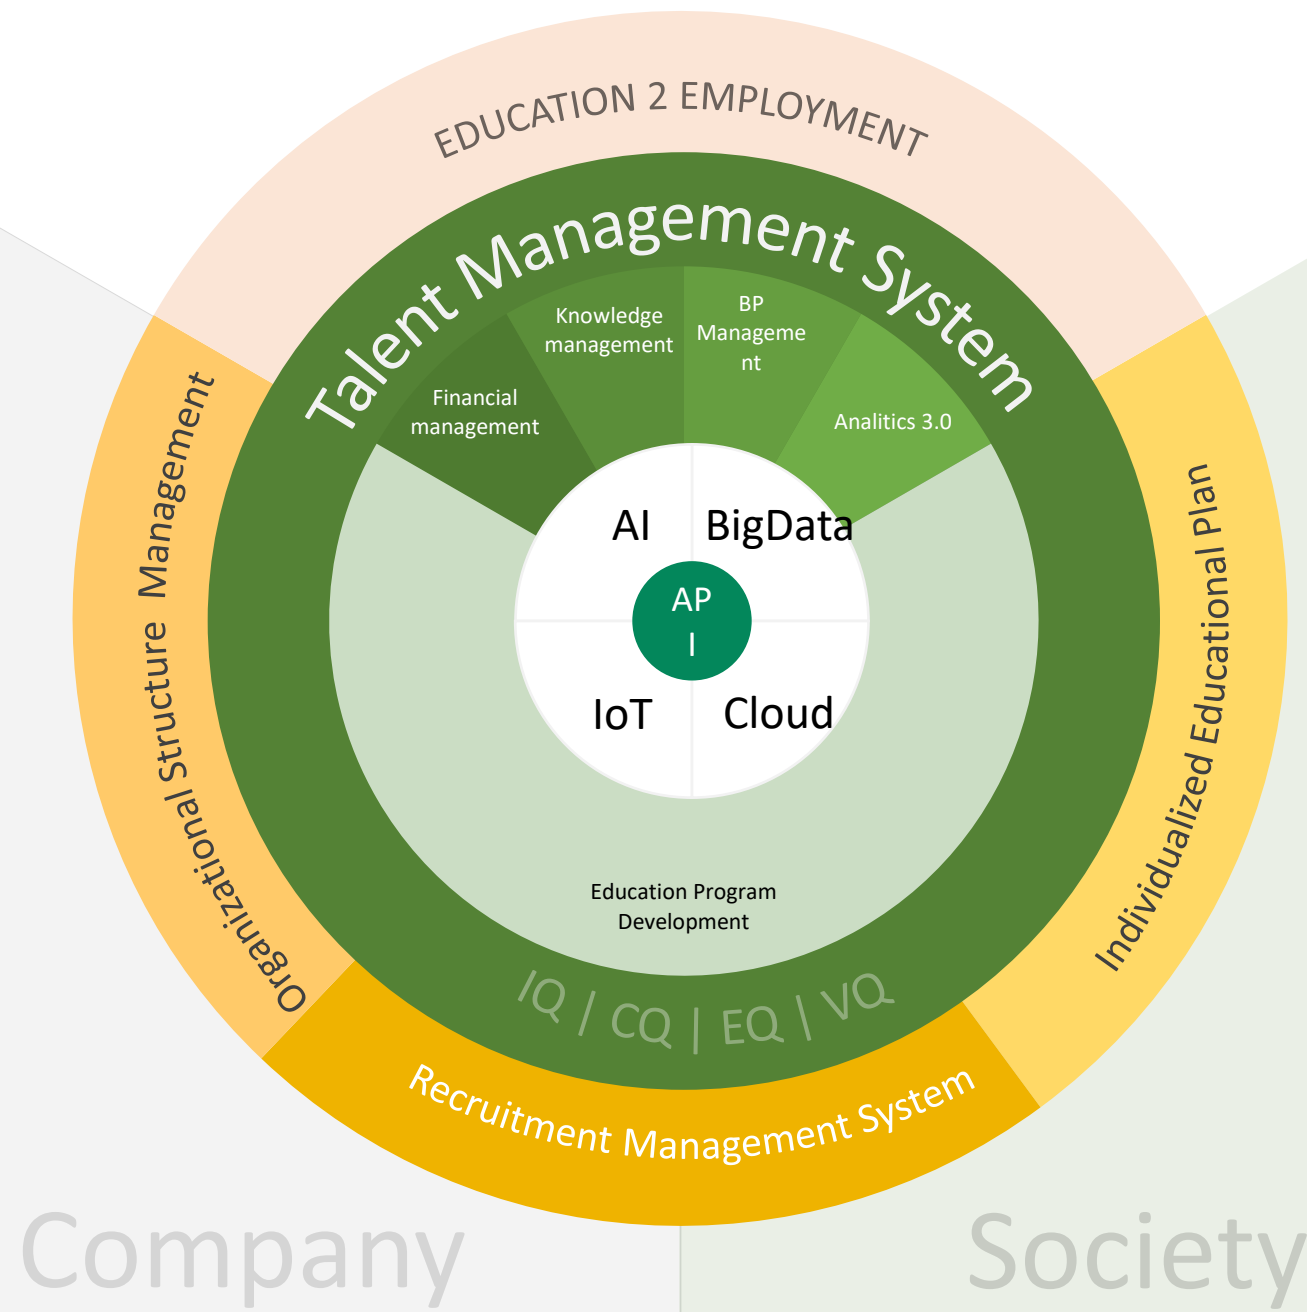 EDUCATION 2 EMPLOYMENT
Talent Management System
Knowledge
management
BP
Manageme
nt
Financial
management
Analitics 3.0
Organizational Structure  Management
Individualized Educational Plan
AI
BigData
AP
I
IoT
Cloud
Education Program
Development
IQ | CQ | EQ | VQ
Recruitment Management System
Company
Society